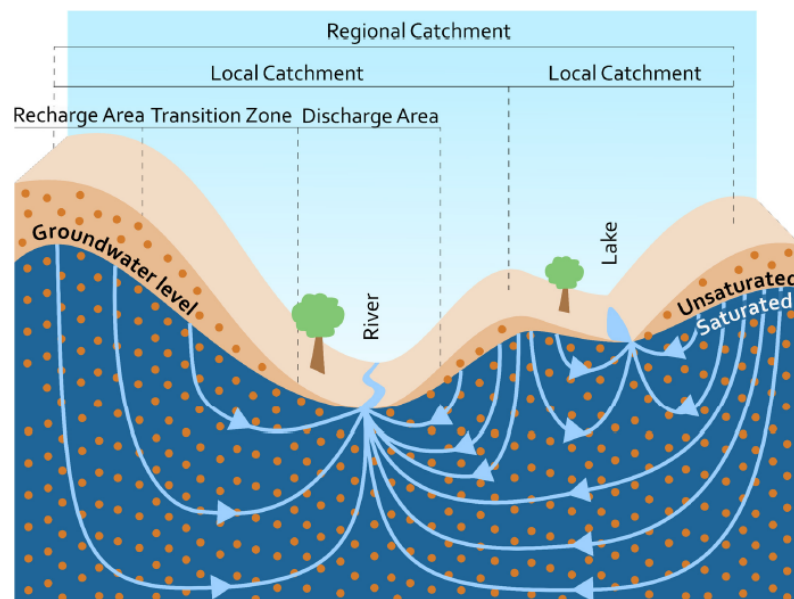 Regional Catchment
Local Catchment
Local Catchment
Recharge Area
Transition Zone
Discharge Area
Groundwater level
River
Lake
Unsaturated
Saturated